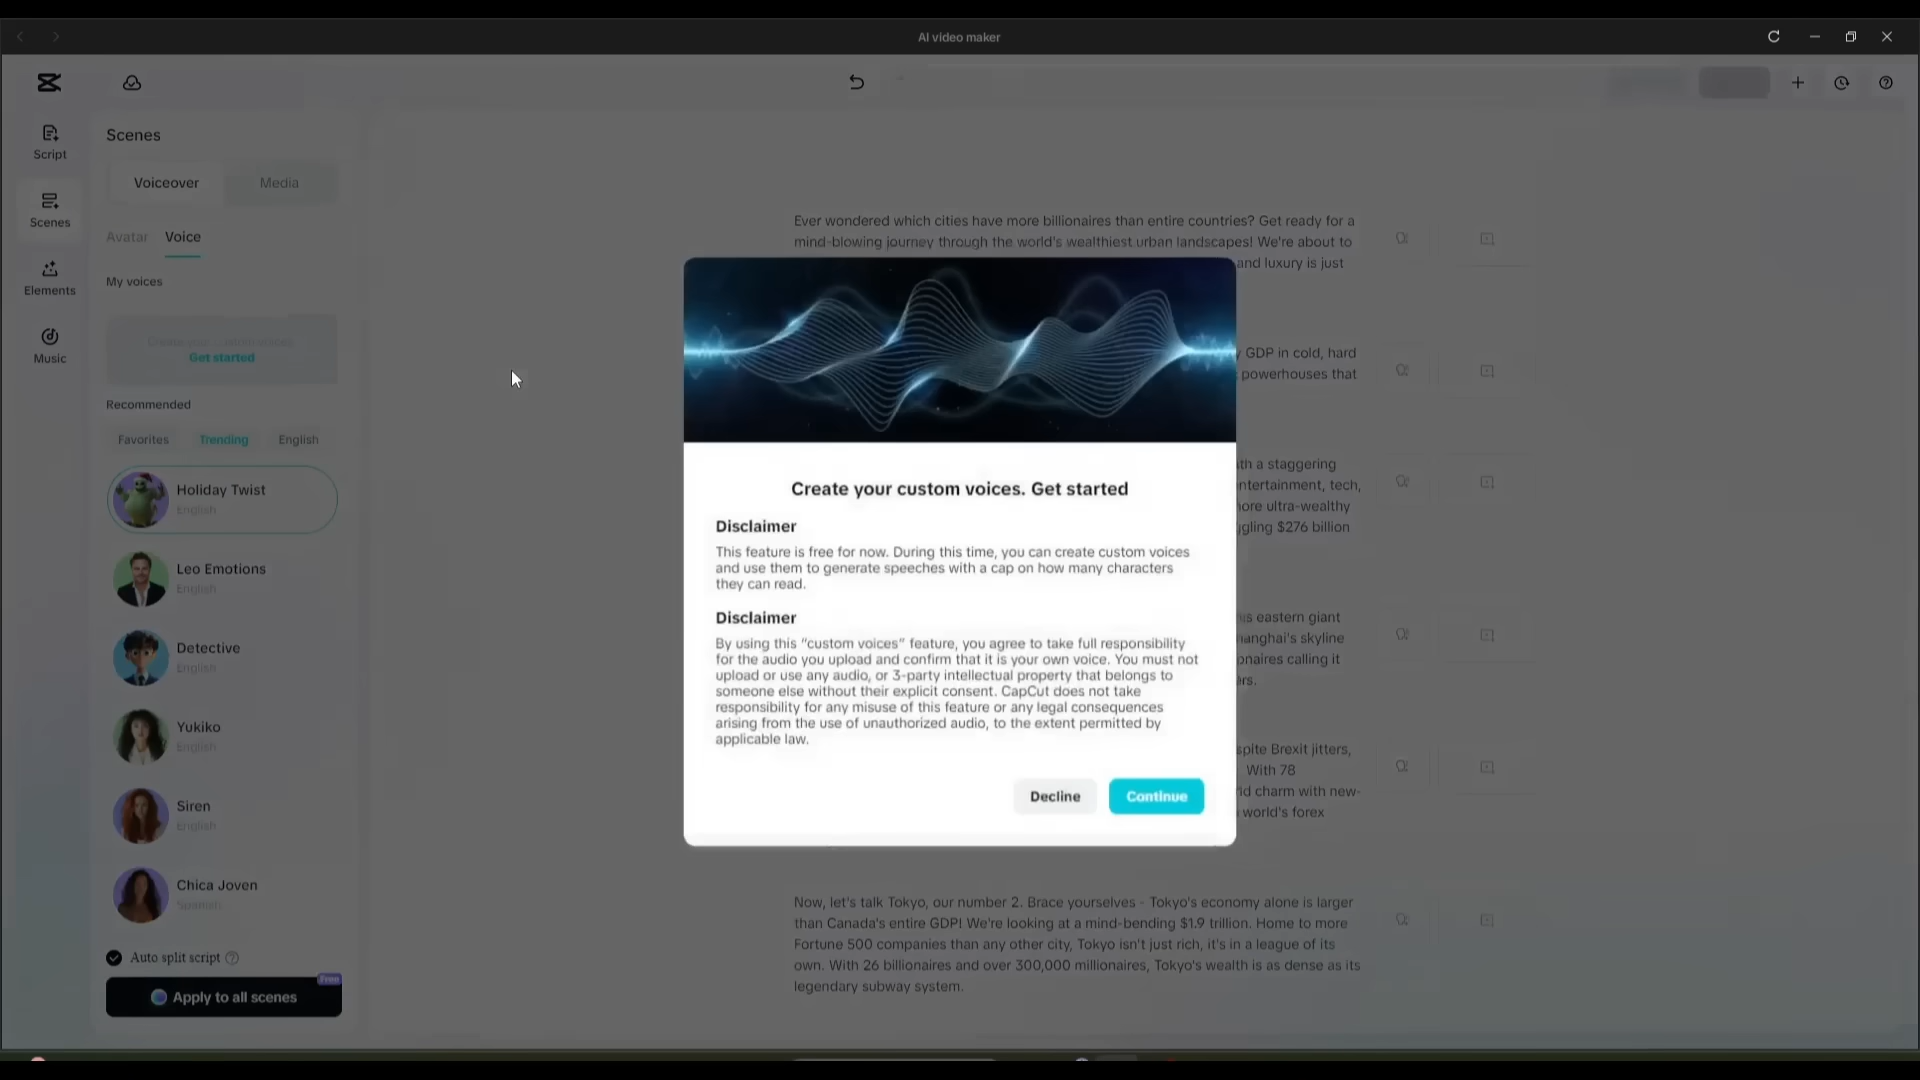 AI video maker
Script
Scenes
Elements
Music
Scenes
Voiceover
Media
Avatar
Voice
My voices
Create your custom voices
Get started
Recommended
Favorites
Trending
English
Holiday Twist
English
Leo Emotions
English
Detective
English
Yukiko
English
Siren
English
Chica Joven
Spanish
Auto split script
Free
Apply to all scenes
Ever wondered which cities have more billionaires than entire countries? Get ready for a
mind-blowing journey through the world's wealthiest urban landscapes! We're about to
and luxury is just
GDP in cold, hard
powerhouses that
a staggering
tech,
ultra-wealthy
$276 billion
eastern giant
skyline
calling it
Brexit jitters,
With 78
charm with new-
world's forex
Now, let's talk Tokyo, our number 2. Brace yourselves - Tokyo's economy alone is larger
than Canada's entire GDP! We're looking at a mind-bending $1.9 trillion. Home to more
Fortune 500 companies than any other city, Tokyo isn't just rich, it's in a league of its
own. With 26 billionaires and over 300,000 millionaires, Tokyo's wealth is as dense as its
legendary subway system.
Create your custom voices. Get started
Disclaimer
This feature is free for now. During this time, you can create custom voices
and use them to generate speeches with a cap on how many characters
they can read.
Disclaimer
By using this "custom voices" feature, you agree to take full responsibility
for the audio you upload and confirm that it is your own voice. You must not
upload or use any audio, or 3-party intellectual property that belongs to
someone else without their explicit consent. CapCut does not take
responsibility for any misuse of this feature or any legal consequences
arising from the use of unauthorized audio, to the extent permitted by
applicable law.
Decline
Continue